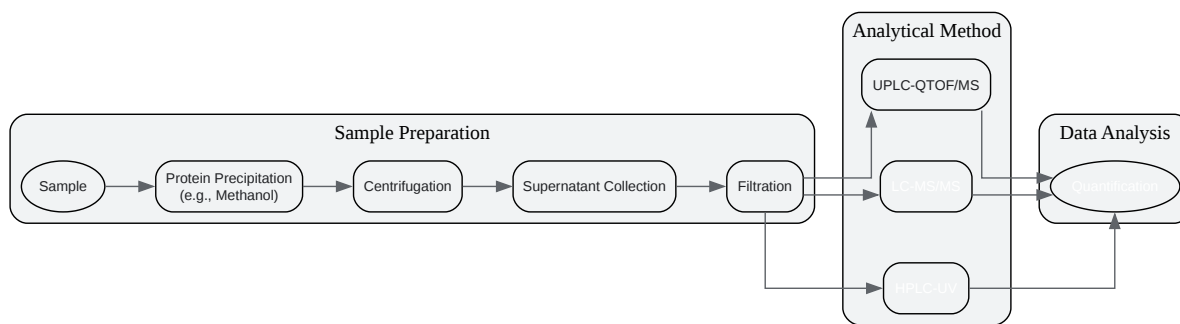 Analytical Method
UPLC-QTOF/MS
Sample Preparation
Data Analysis
Sample
Protein Precipitation
(e.g., Methanol)
Centrifugation
Supernatant Collection
Filtration
LC-MS/MS
Quantification
HPLC-UV